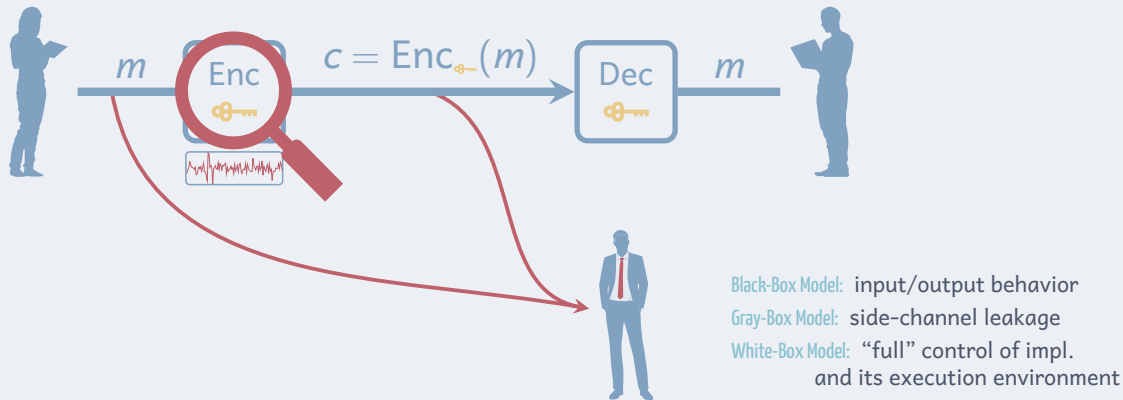 m
Enc
c = Enc(m)
Dec
m
Black-Box Model: input/output behavior
Gray-Box Model: side-channel leakage
White-Box Model: “full” control of impl.
and its execution environment